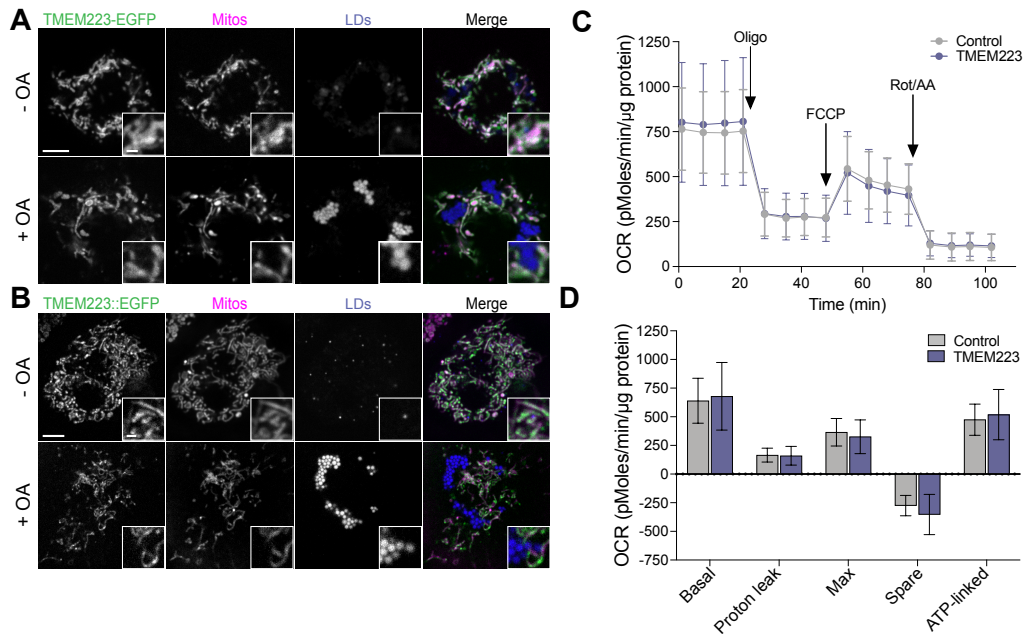 A
TMEM223-EGFP Mitos LDs Merge
- OA
+ OA
B
TMEM223::EGFP Mitos LDs Merge
- OA
+ OA
C
OCR (pMoles/min/µg protein)
1250
1000
750
500
250
0
0 20 40 60 80 100
Time (min)
Oligo
FCCP
Rot/AA
Control
TMEM223
D
OCR (pMoles/min/µg protein)
1250
1000
750
500
250
0
-250
-500
-750
Control
TMEM223
Basal
Proton leak
Max
Spare
ATP-linked